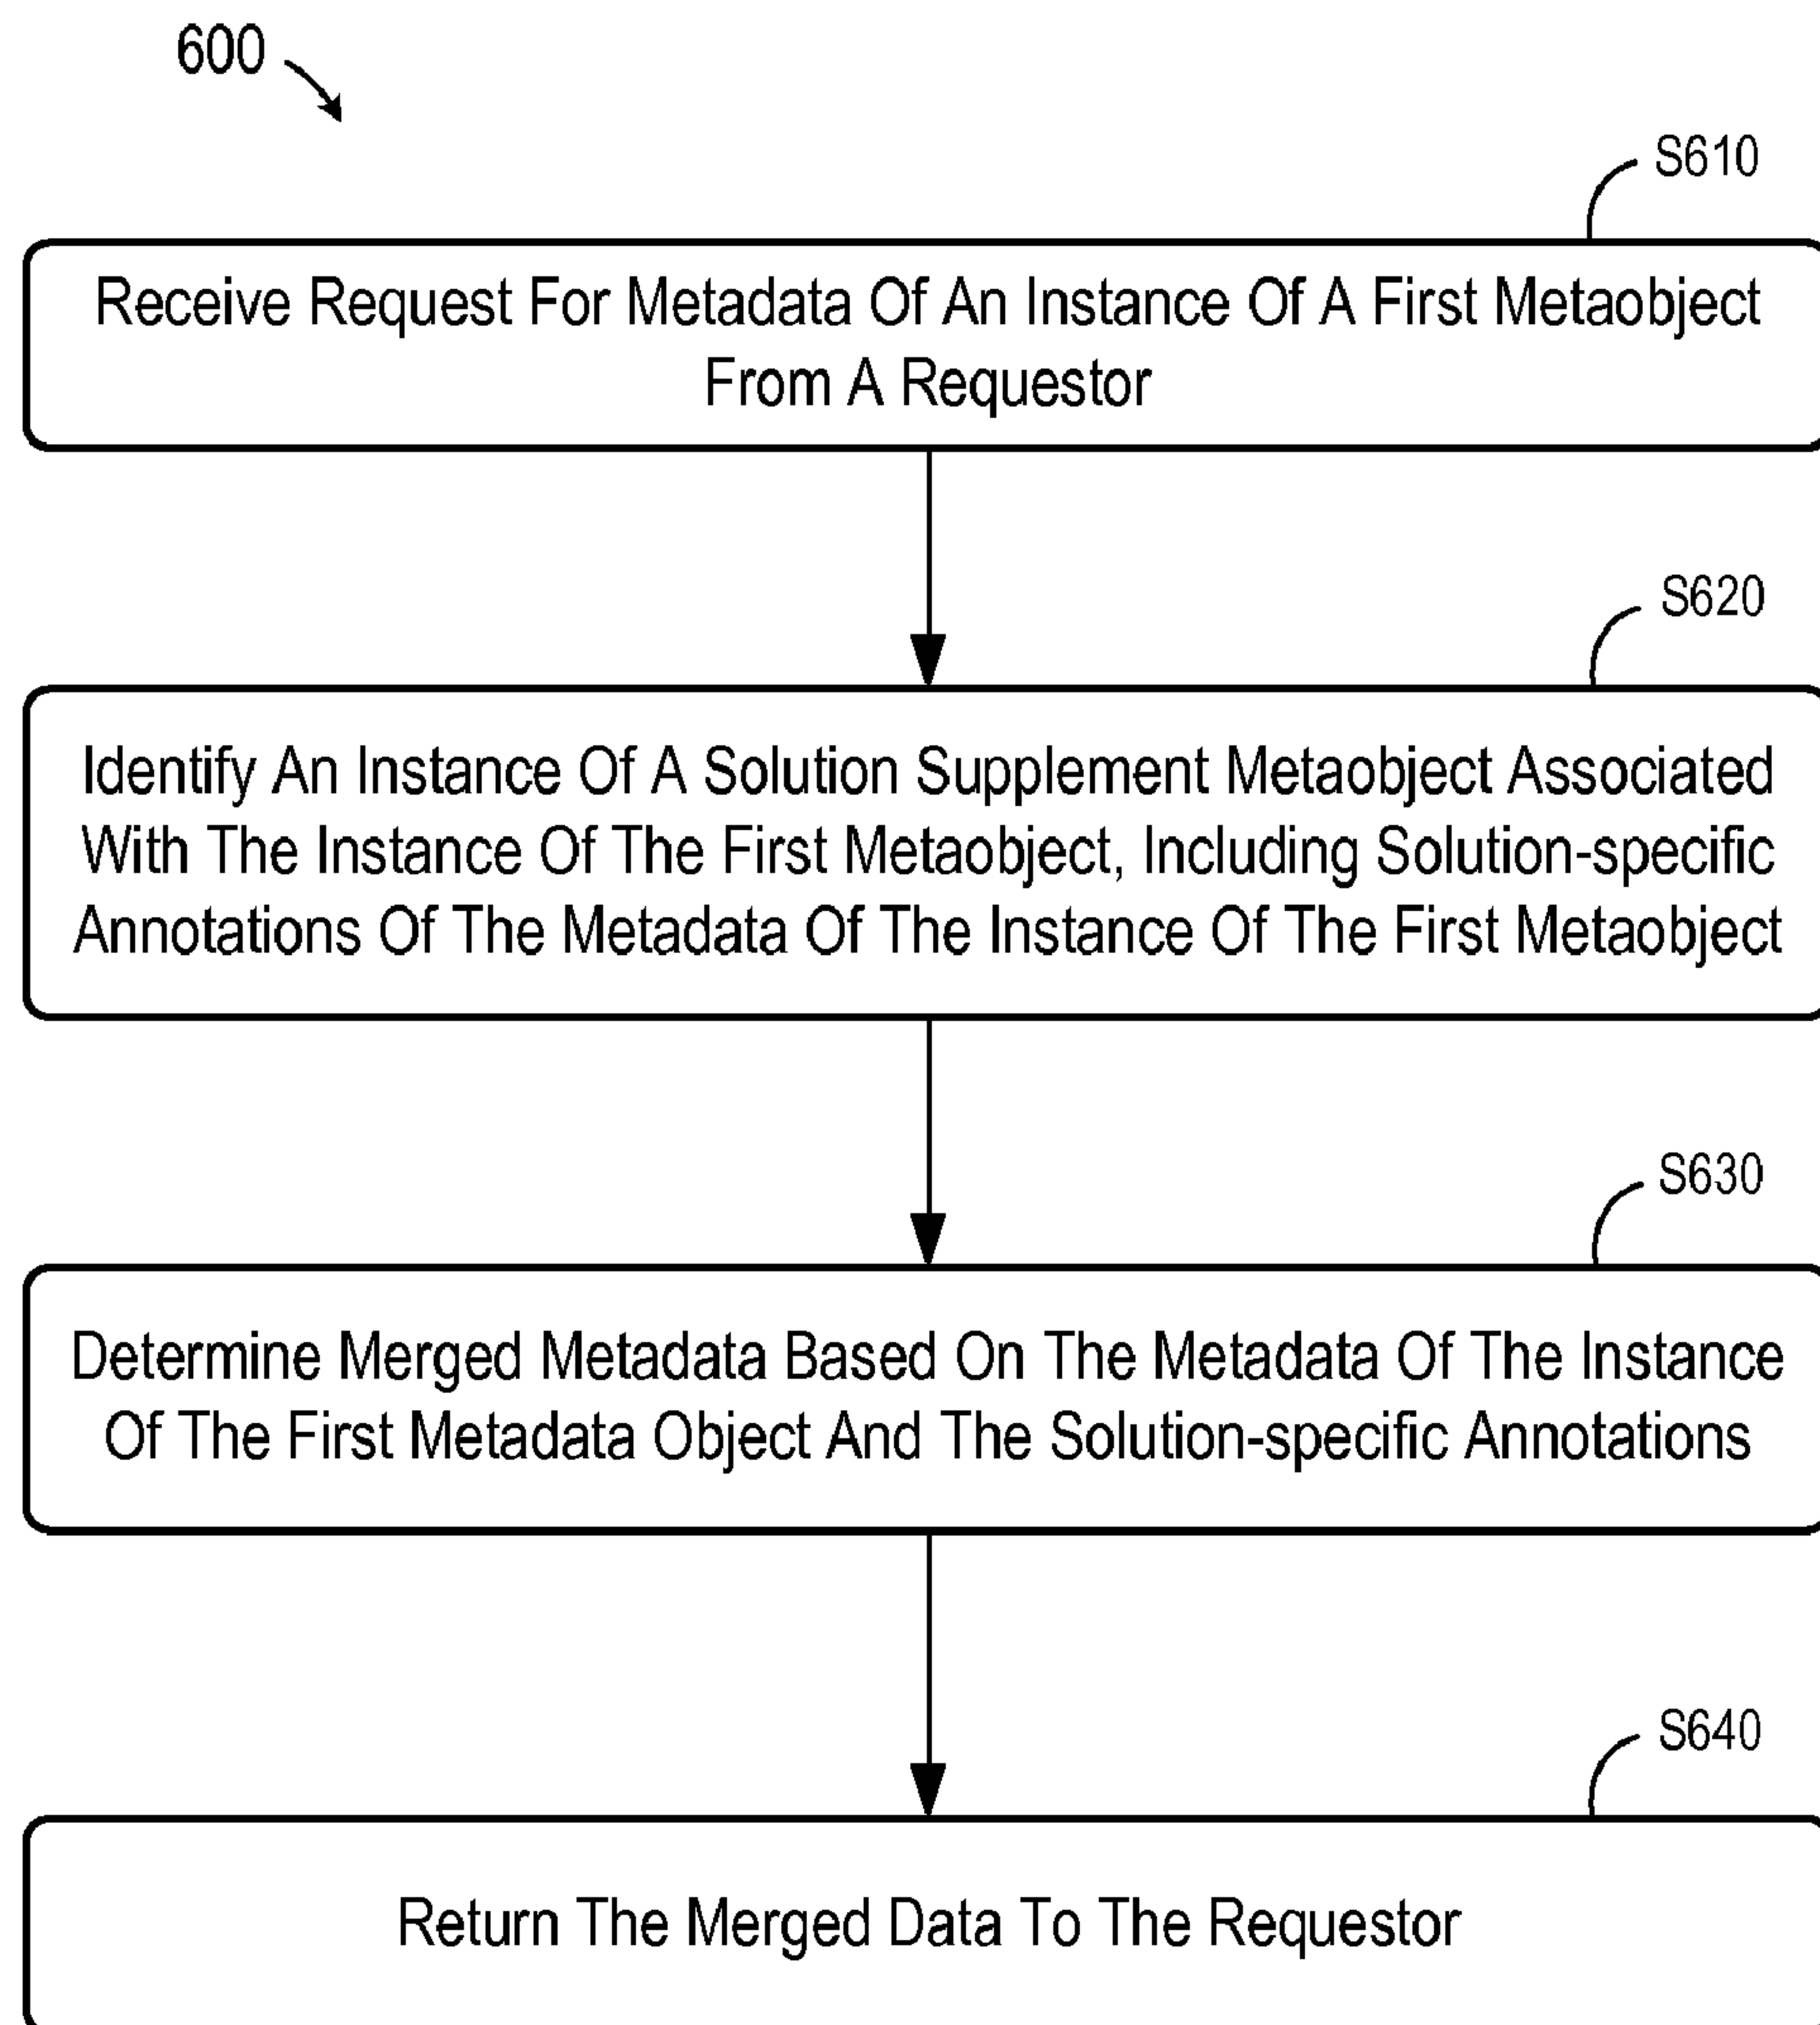 600
S610
Receive Request For Metadata Of An Instance Of A First Metaobject
From A Requestor
S620
Identify An Instance Of A Solution Supplement Metaobject Associated
With The Instance Of The First Metaobject, Including Solution-specific
Annotations Of The Metadata Of The Instance Of The First Metaobject
S630
Determine Merged Metadata Based On The Metadata Of The Instance
Of The First Metadata Object And The Solution-specific Annotations
S640
Return The Merged Data To The Requestor